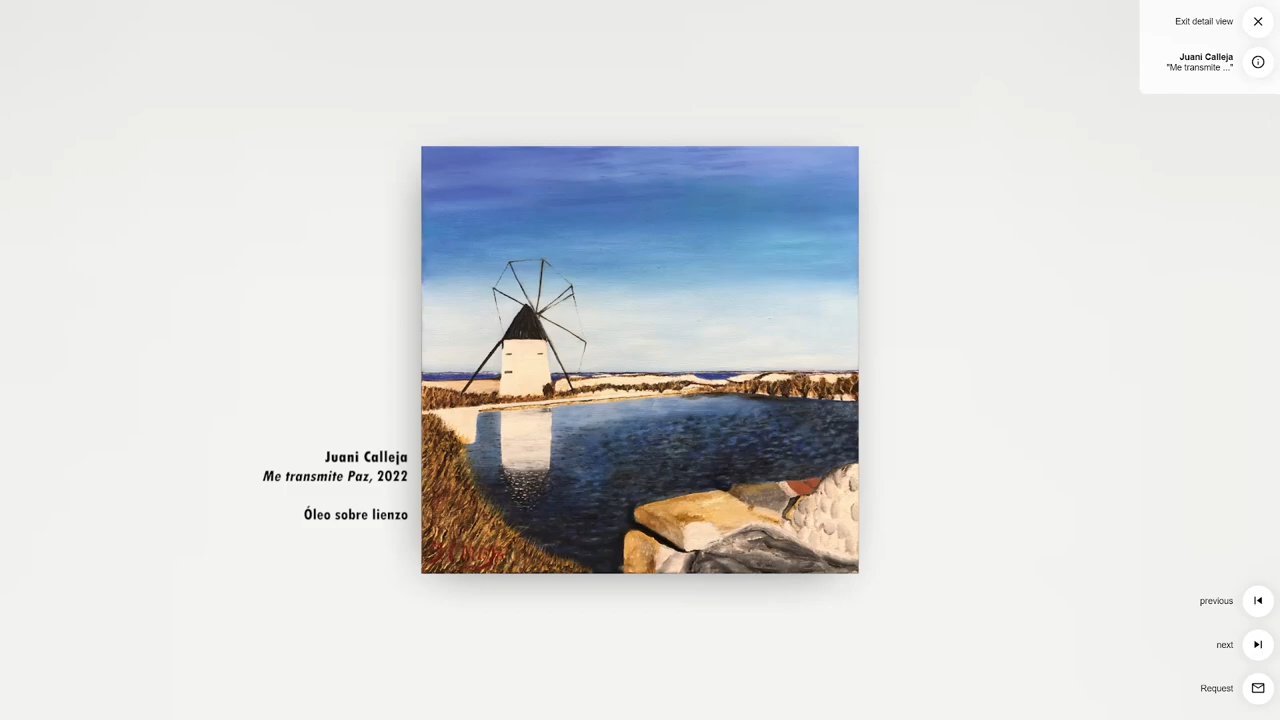 Exit detail view
Juani Calleja
"Me transmite ..."
Juani Calleja
Me transmite Paz, 2022
Óleo sobre lienzo
previous
next
Request